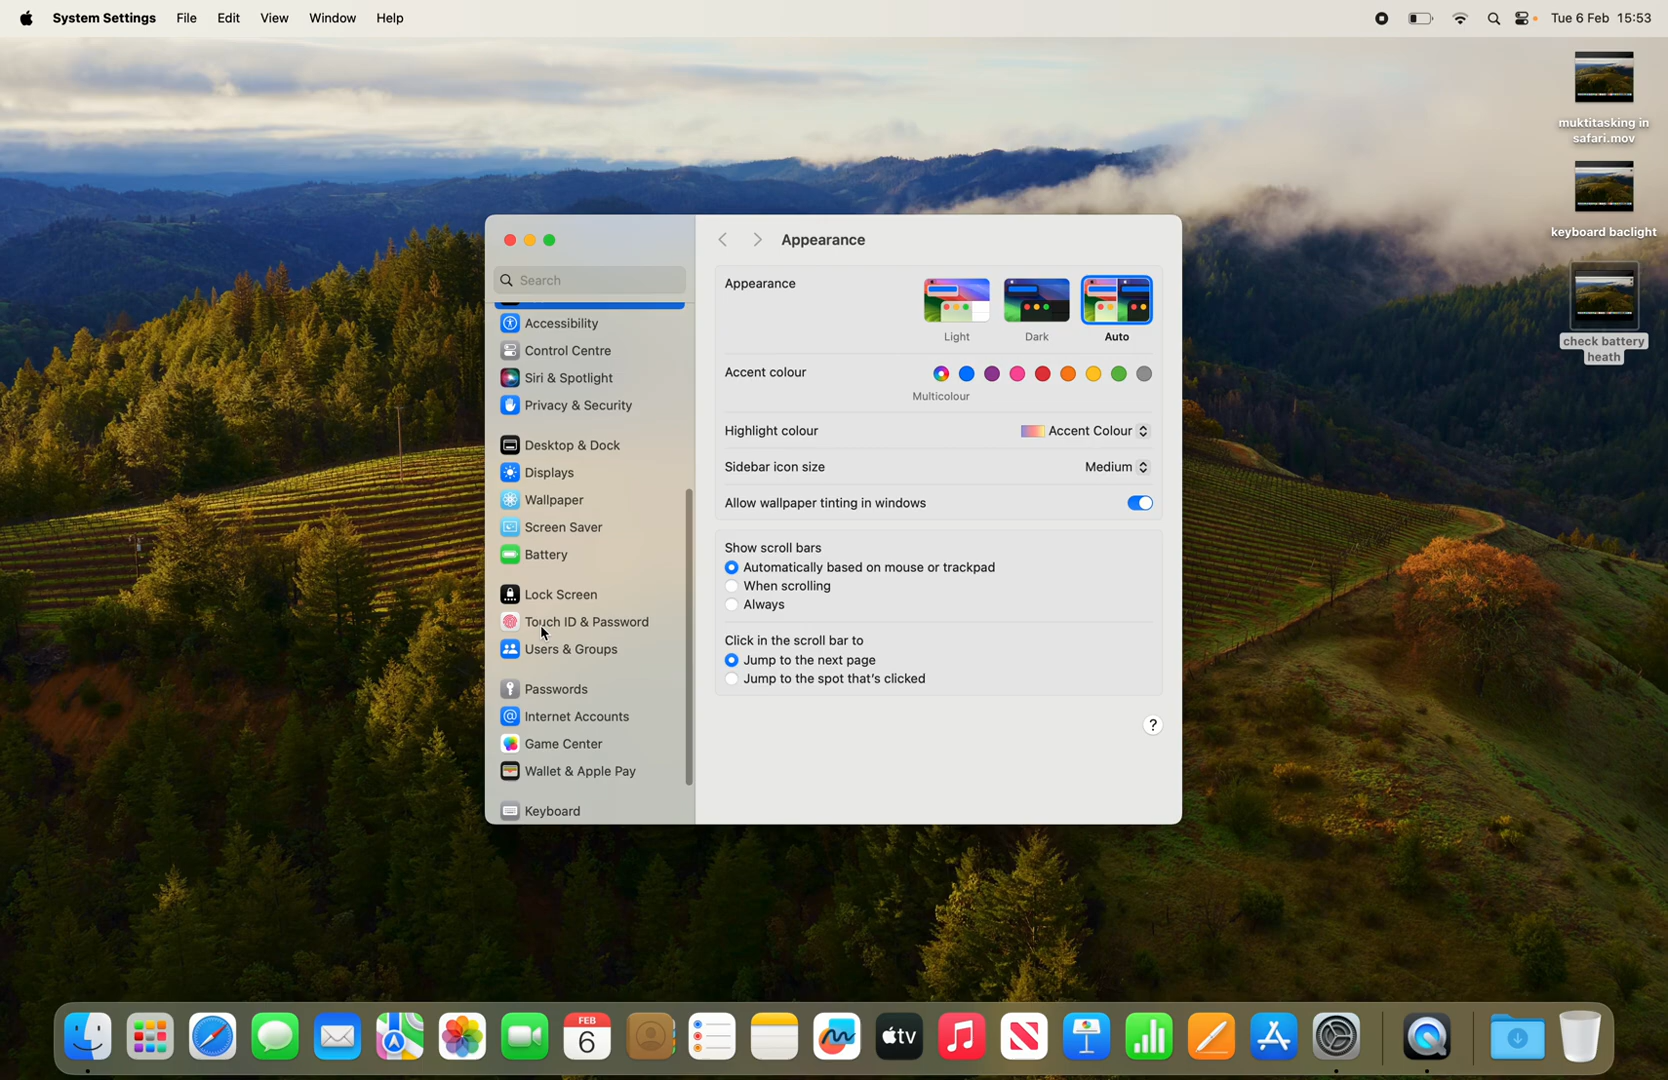 System Settings File Edit View Window Help Tue 6 Feb 15:53
muktitasking in
safari.mov
keyboard baclight
check battery
heath
Search
Accessibility
Control Centre
Siri & Spotlight
Privacy & Security
Desktop & Dock
Displays
Wallpaper
Screen Saver
Battery
Lock Screen
Touch ID & Password
Users & Groups
Passwords
Internet Accounts
Game Center
Wallet & Apple Pay
Keyboard
Appearance
Appearance
Light Dark Auto
Accent colour
Multicolour
Highlight colour Accent Colour
Sidebar icon size Medium
Allow wallpaper tinting in windows
Show scroll bars
Automatically based on mouse or trackpad
When scrolling
Always
Click in the scroll bar to
Jump to the next page
Jump to the spot that's clicked
?
FEB
6
tv